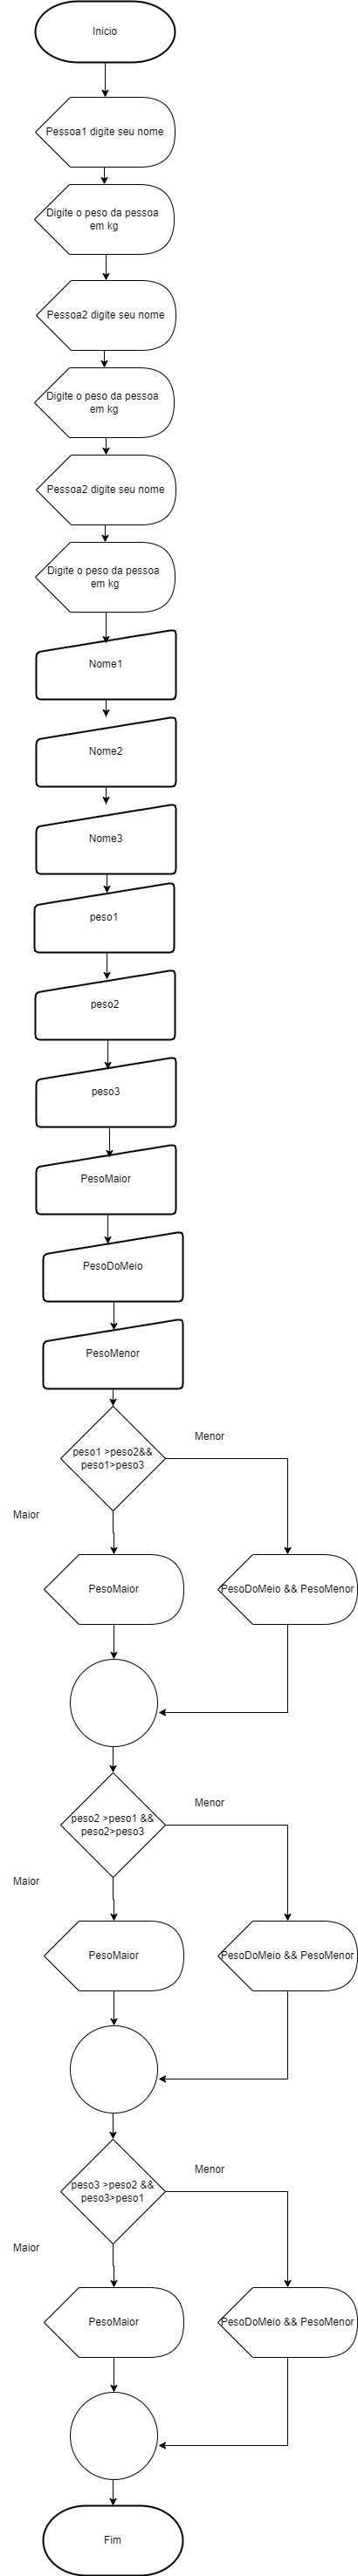 Inicio
Pessoa1 digite seu nome
Digite o peso da pessoa
em kg
Pessoa2 digite seu nome
Digite o peso da pessoa
em kg
Pessoa2 digite seu nome
Digite o peso da pessoa
em kg
Nome1
Nome2
Nome3
peso1
peso2
peso3
PesoMaior
PesoDoMeio
PesoMenor
Menor
peso1 >peso2&&
peso1>peso3
Maior
PesoMaior
PesoDoMeio && PesoMenor
Menor
peso2 >peso1 &&
peso2>peso3
Maior
PesoMaior
PesoDoMeio && PesoMenor
Menor
peso3 >peso2 &&
peso3>peso1
Maior
PesoMaior
PesoDoMeio && PesoMenor
Fim